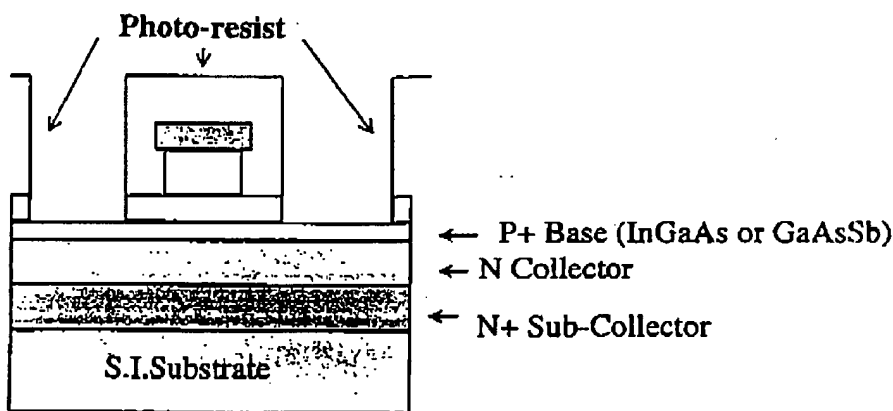 Photo-resist
P+ Base (InGaAs or GaAsSb)
N Collector
N+ Sub-Collector
S.I.Substrate